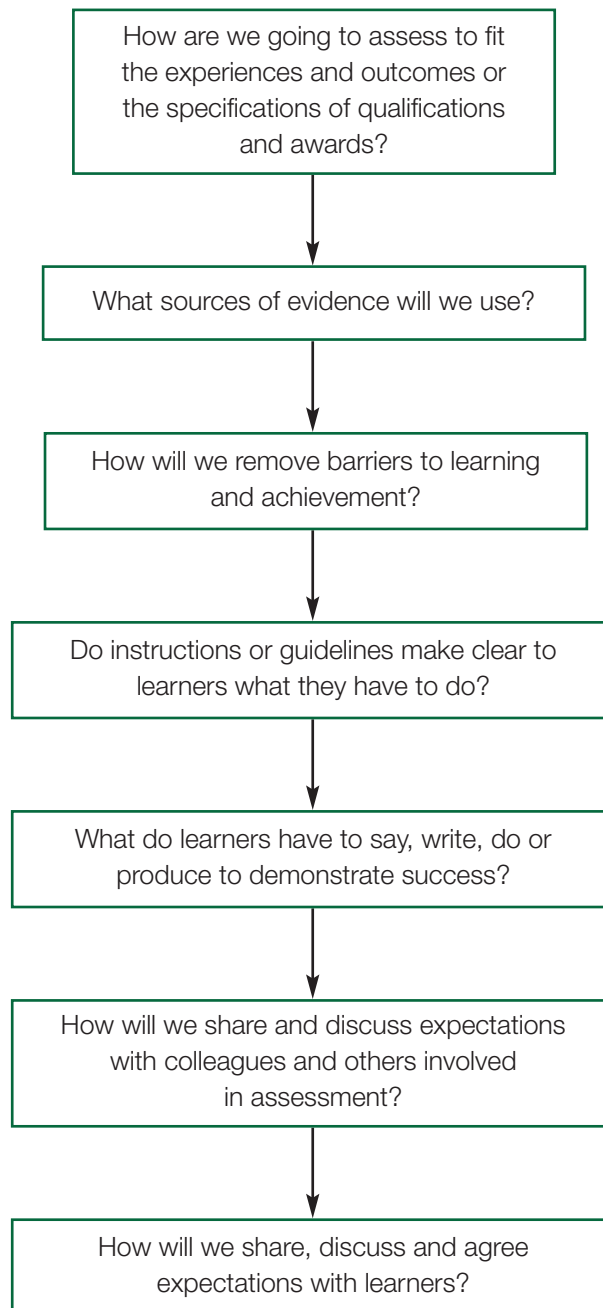 How are we going to assess to fit
the experiences and outcomes or
the specifications of qualifications
and awards?
What sources of evidence will we use?
How will we remove barriers to learning
and achievement?
Do instructions or guidelines make clear to
learners what they have to do?
What do learners have to say, write, do or
produce to demonstrate success?
How will we share and discuss expectations
with colleagues and others involved
in assessment?
How will we share, discuss and agree
expectations with learners?